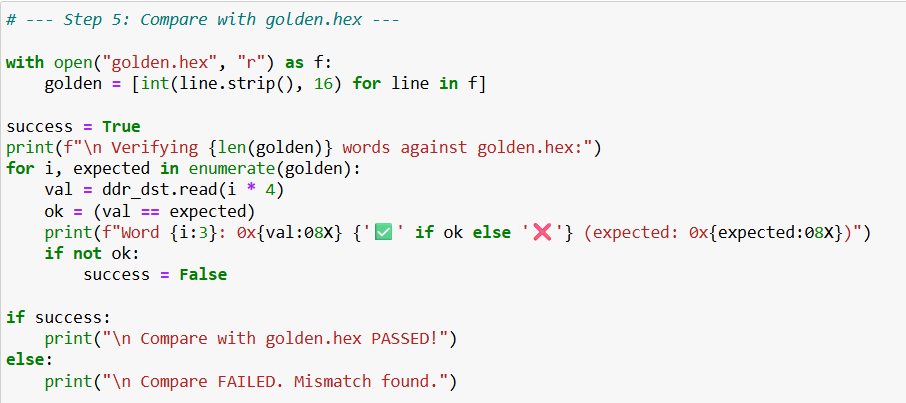 # --- Step 5: Compare with golden.hex ---
with open("golden.hex", "r") as f:
    golden = [int(line.strip(), 16) for line in f]
success = True
print(f"\n Verifying {len(golden)} words against golden.hex:")
for i, expected in enumerate(golden):
    val = ddr_dst.read(i * 4)
    ok = (val == expected)
    print(f"Word {i:3}: 0x{val:08X} {'✅' if ok else '❌'} (expected: 0x{expected:08X})")
    if not ok:
        success = False
if success:
    print("\n Compare with golden.hex PASSED!")
else:
    print("\n Compare FAILED. Mismatch found.")